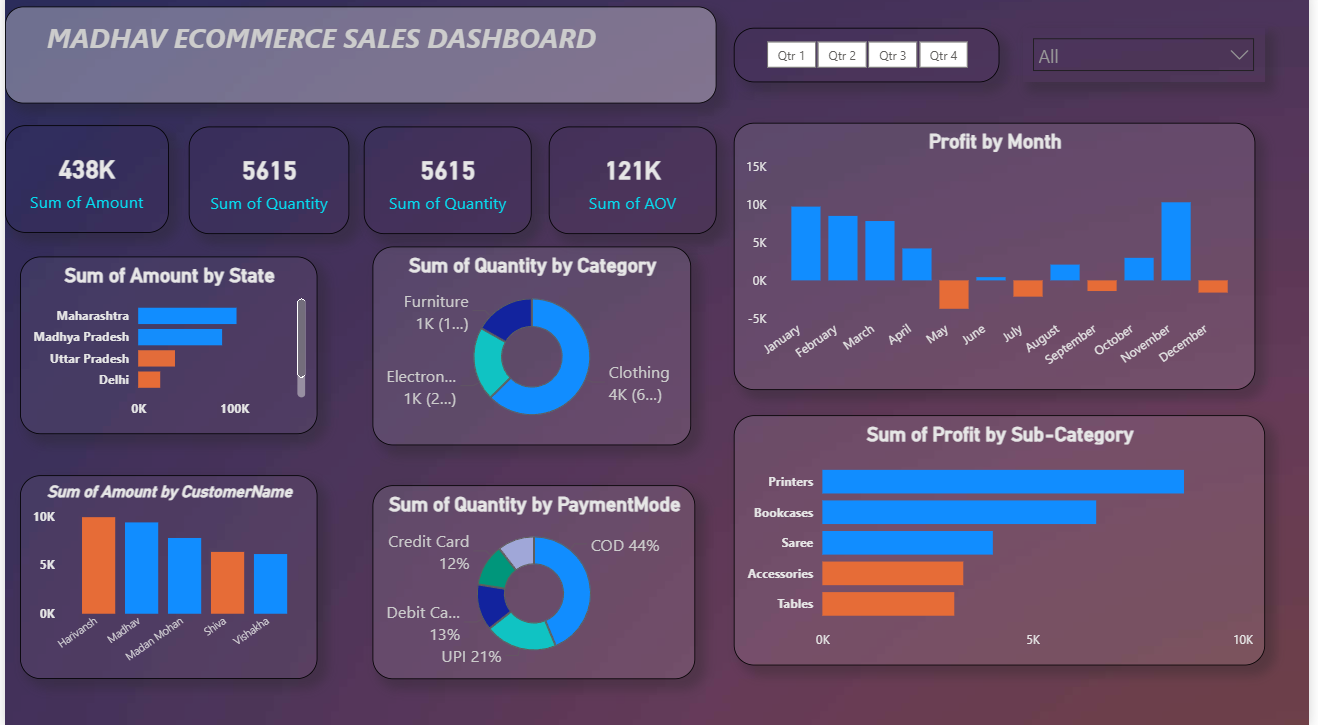 MADHAV ECOMMERCE SALES DASHBOARD
Qtr 1 Qtr 2 Qtr 3 Qtr 4
All
438K
Sum of Amount
5615
Sum of Quantity
5615
Sum of Quantity
121K
Sum of AOV
Profit by Month
15K
10K
5K
0K
-5K
January
February
March
April
May
June
July
August
September
October
November
December
Sum of Amount by State
Maharashtra
Madhya Pradesh
Uttar Pradesh
Delhi
0K 100K
Sum of Quantity by Category
Furniture
1K (1...)
Electron...
1K (2...)
Clothing
4K (6...)
Sum of Profit by Sub-Category
Printers
Bookcases
Saree
Accessories
Tables
0K 5K 10K
Sum of Amount by CustomerName
10K
5K
0K
Harivansh
Madhav
Madan Mohan
Shiva
Vishakha
Sum of Quantity by PaymentMode
Credit Card
12%
COD 44%
Debit Ca...
13%
UPI 21%